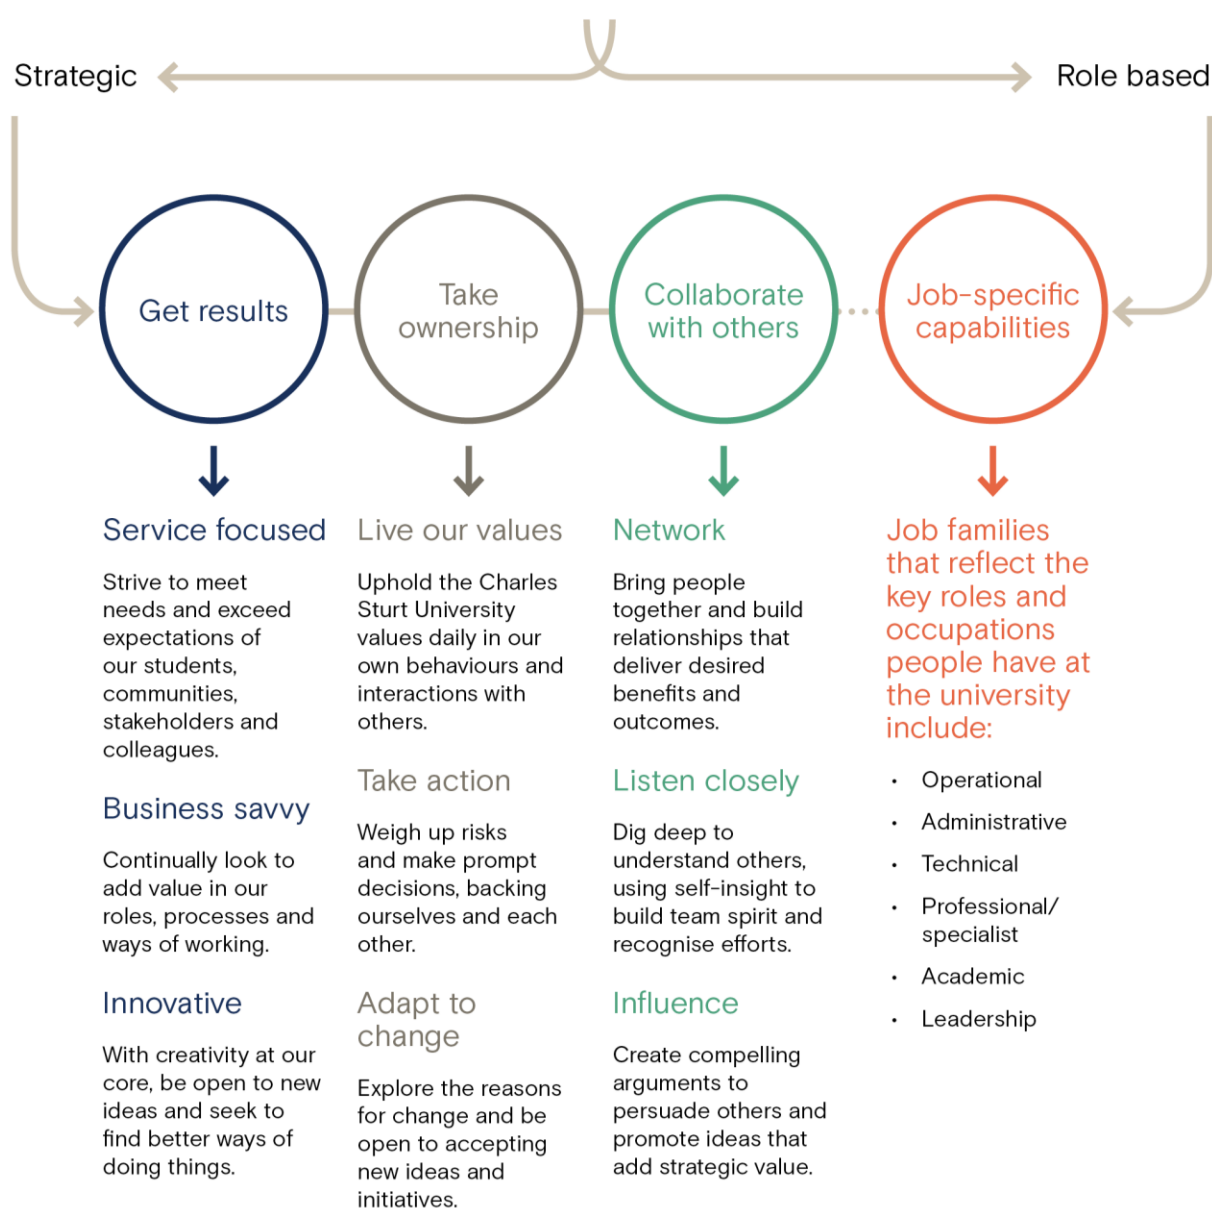 Strategic
Role based
Get results
Take
ownership
Collaborate
with others
Job-specific
capabilities
Service focused
Strive to meet
needs and exceed
expectations of
our students,
communities,
stakeholders and
colleagues.
Business savvy
Continually look to
add value in our
roles, processes and
ways of working.
Innovative
With creativity at our
core, be open to new
ideas and seek to
find better ways of
doing things.
Live our values
Uphold the Charles
Sturt University
values daily in our
own behaviours and
interactions with
others.
Take action
Weigh up risks
and make prompt
decisions, backing
ourselves and each
other.
Adapt to
change
Explore the reasons
for change and be
open to accepting
new ideas and
initiatives.
Network
Bring people
together and build
relationships that
deliver desired
benefits and
outcomes.
Listen closely
Dig deep to
understand others,
using self-insight to
build team spirit and
recognise efforts.
Influence
Create compelling
arguments to
persuade others and
promote ideas that
add strategic value.
Job families
that reflect the
key roles and
occupations
people have at
the university
include:
• Operational
• Administrative
• Technical
• Professional/
specialist
• Academic
• Leadership